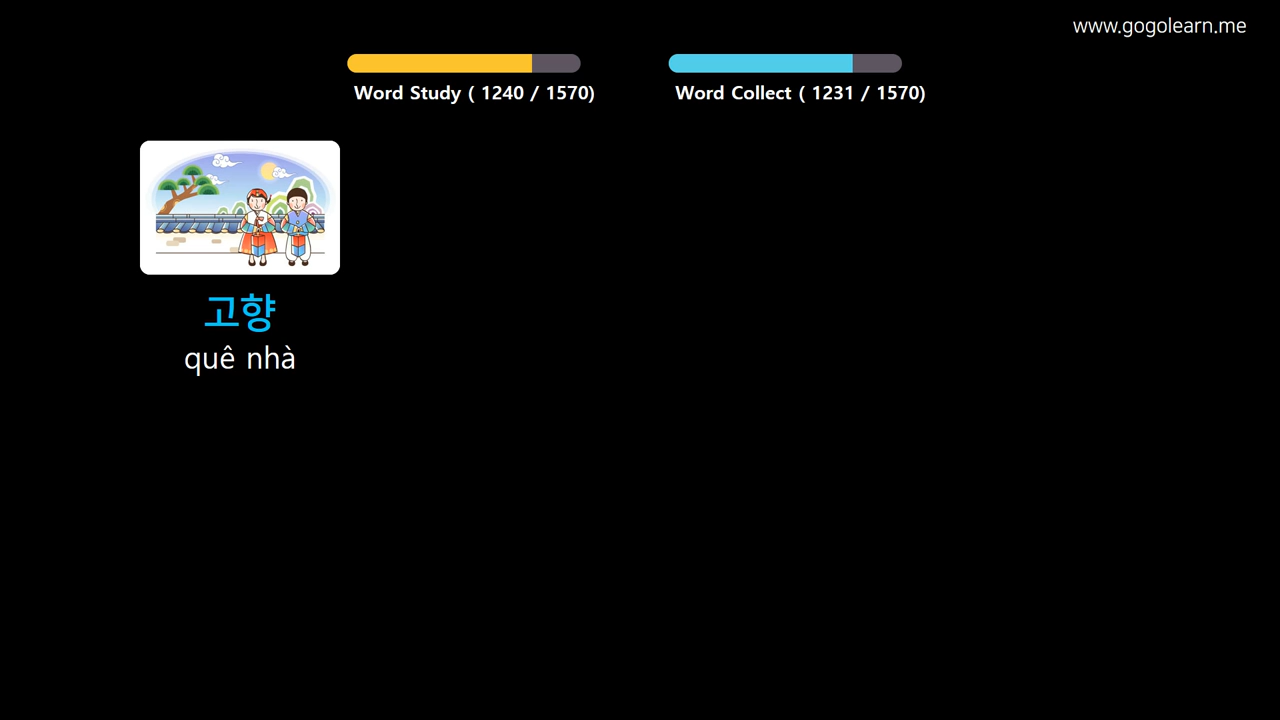 www.gogolearn.me
Word Study ( 1240 / 1570)
Word Collect ( 1231 / 1570)
고향
quê nhà